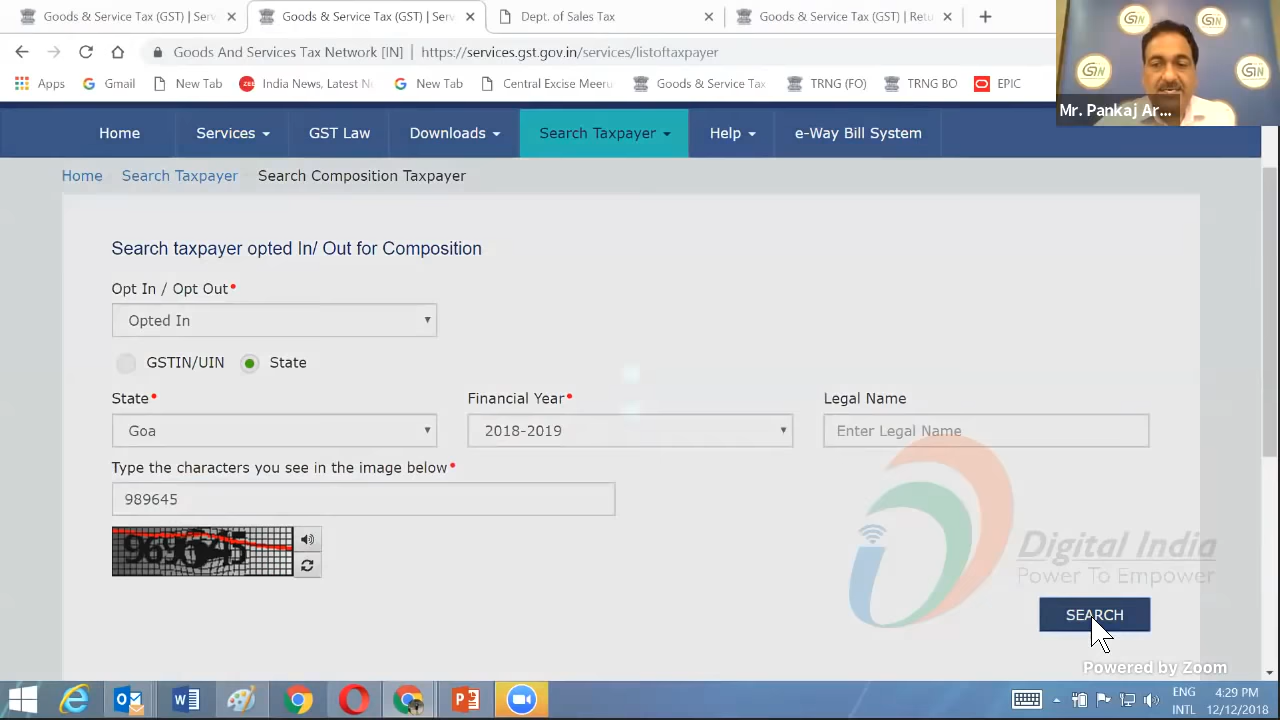 Goods & Service Tax (GST) | Serv
Goods & Service Tax (GST) | Serv
Dept. of Sales Tax
Goods & Service Tax (GST) | Retu
Goods And Services Tax Network [IN] | https://services.gst.gov.in/services/listoftaxpayer
Apps
Gmail
New Tab
India News, Latest N
New Tab
Central Excise Meeru
Goods & Service Tax
TRNG (FO)
TRNG BO
EPIC
Mr. Pankaj Ar...
Home
Services
GST Law
Downloads
Search Taxpayer
Help
e-Way Bill System
Home Search Taxpayer Search Composition Taxpayer
Search taxpayer opted In/ Out for Composition
Opt In / Opt Out•
Opted In
GSTIN/UIN State
State• Financial Year• Legal Name
Goa 2018-2019 Enter Legal Name
Type the characters you see in the image below•
989645
Digital India
Power To Empower
SEARCH
Powered by Zoom
ENG 4:29 PM
INTL 12/12/2018